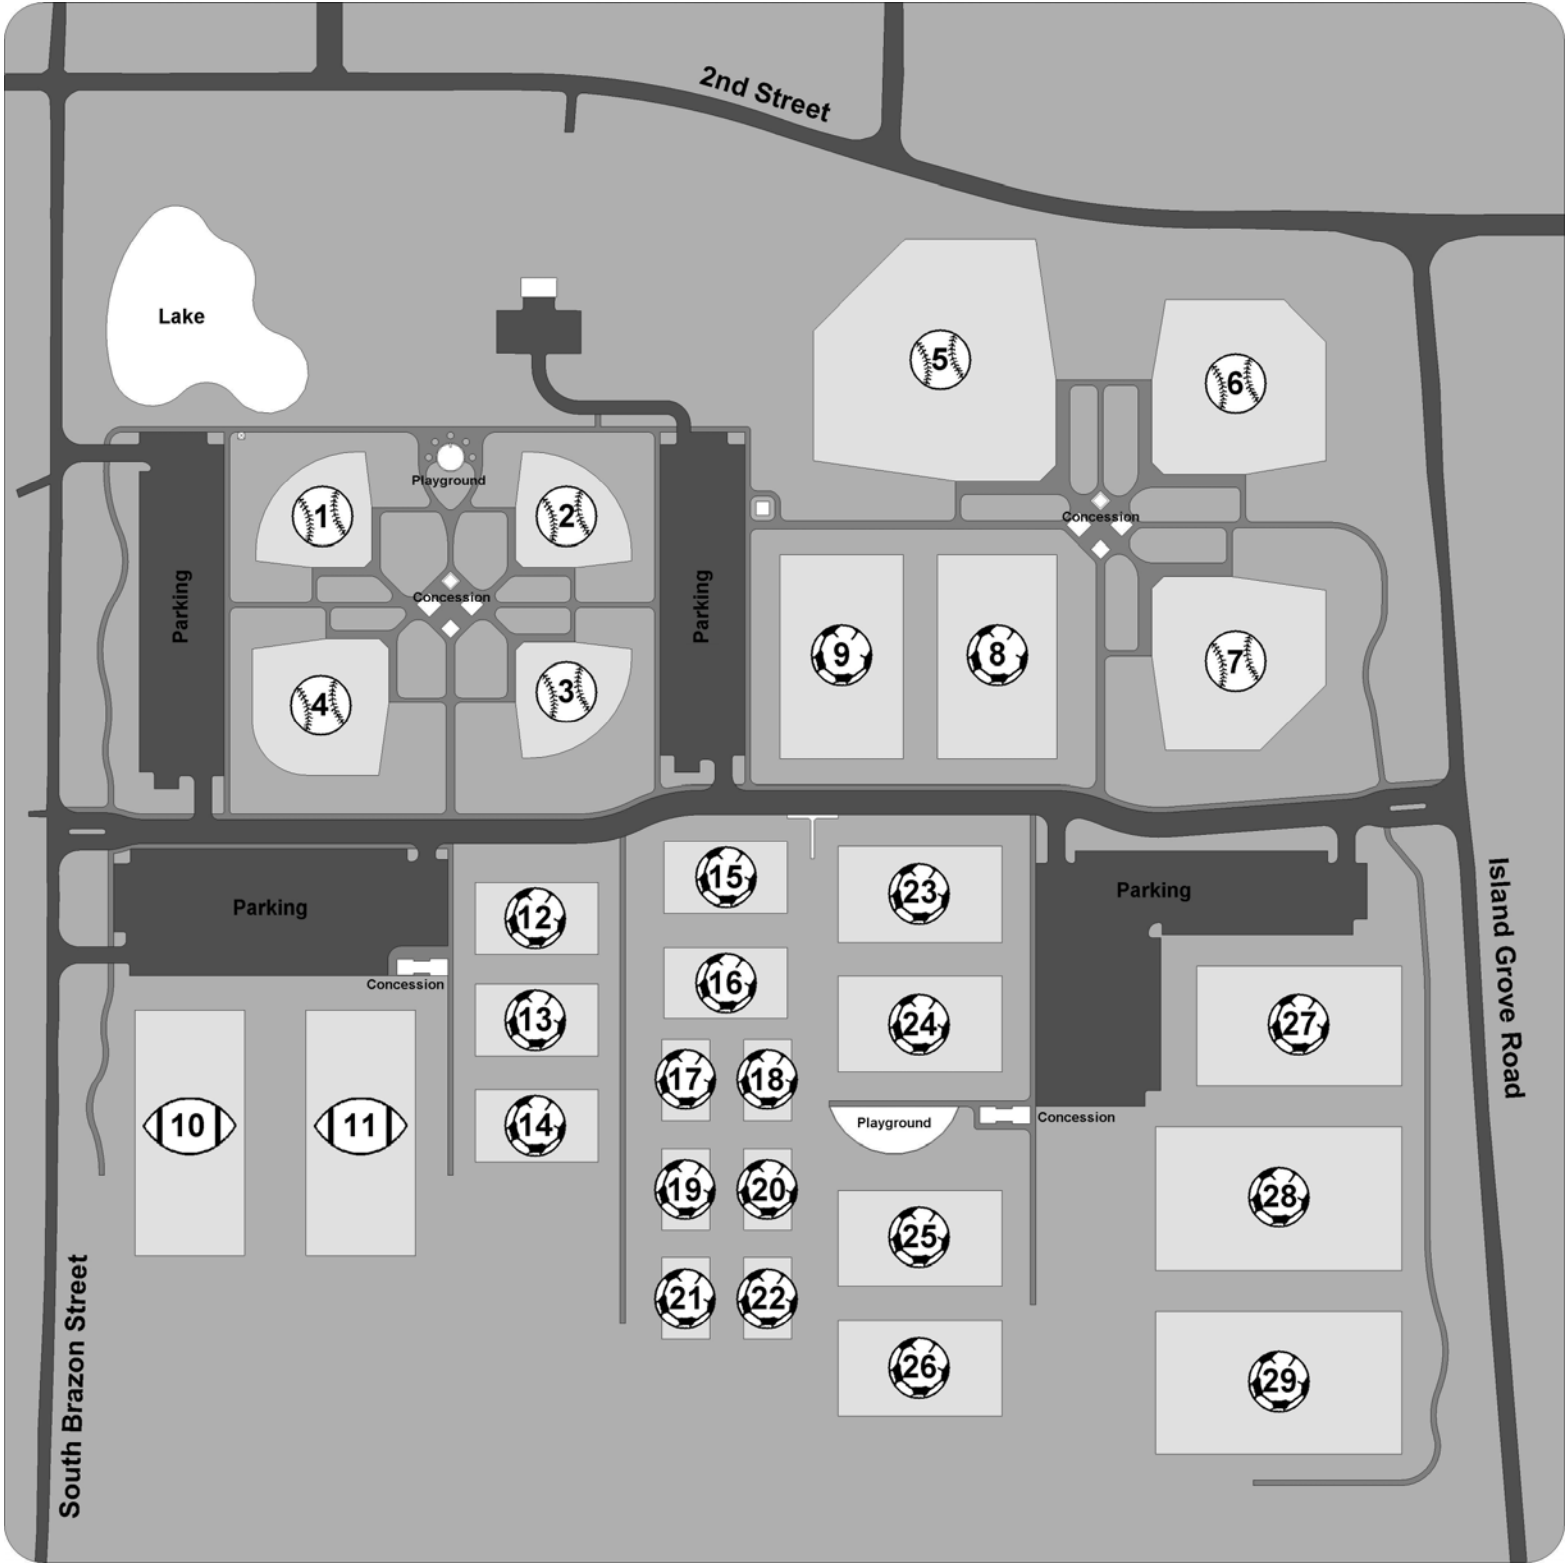 2nd Street
Lake
5
6
Playground
1
2
Concession
Parking
Concession
Parking
9
8
7
4
3
15
23
Parking
Island Grove Road
Parking
12
16
Concession
13
24
27
17
18
10
11
14
Playground
Concession
19
20
28
25
21
22
South Brazon Street
26
29